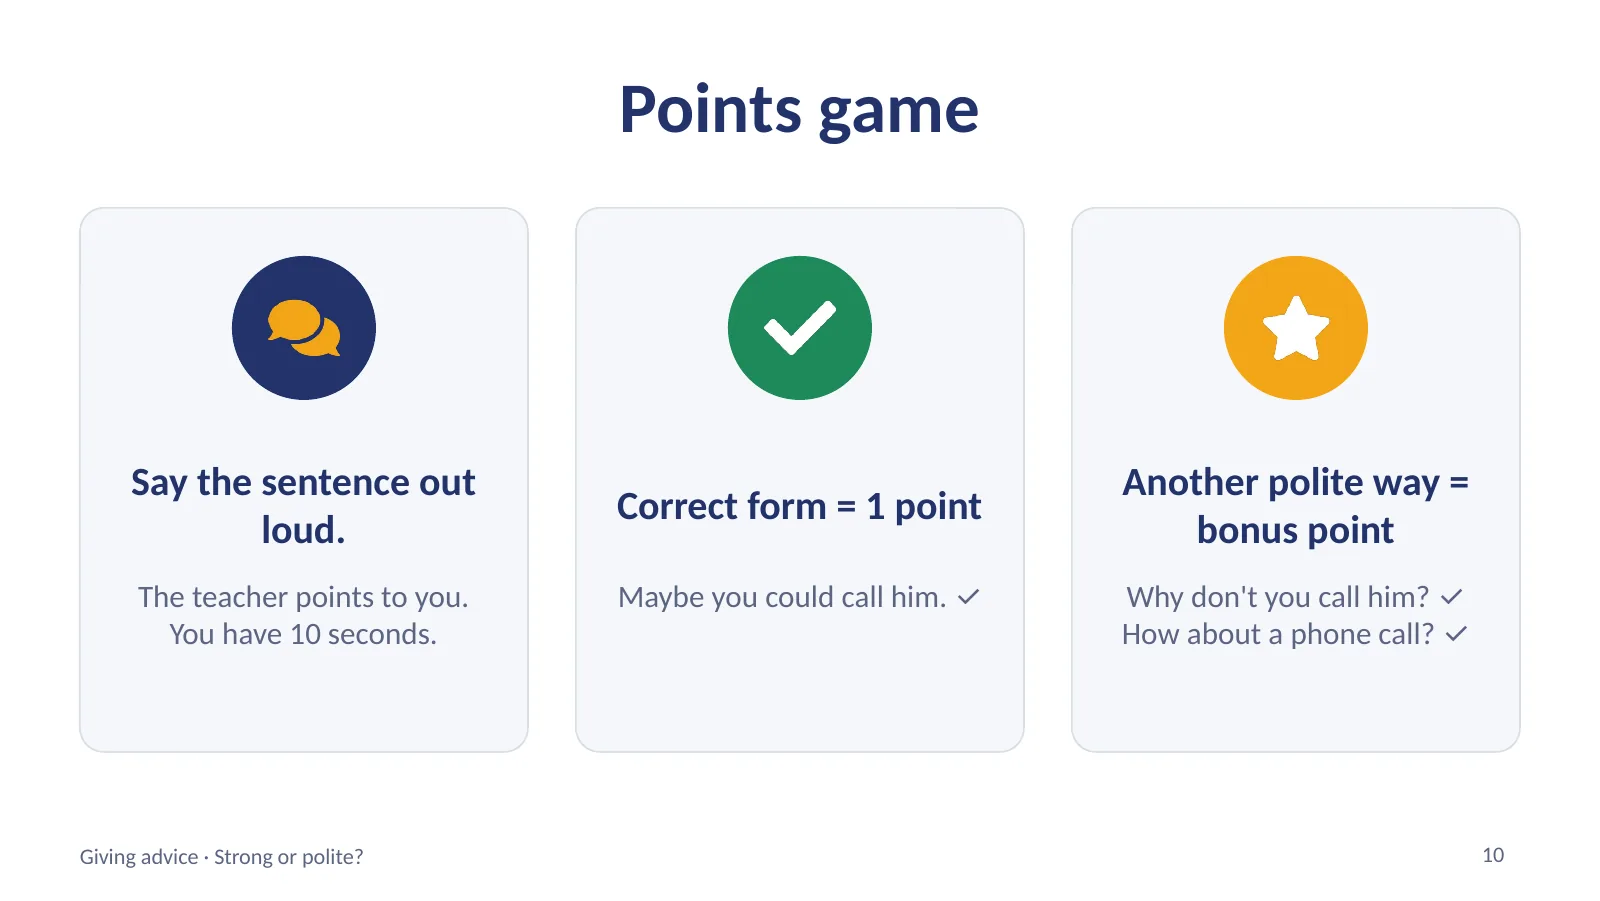 Points game
Say the sentence out
loud.
The teacher points to you.
You have 10 seconds.
Correct form = 1 point
Maybe you could call him. ✓
Another polite way =
bonus point
Why don't you call him? ✓
How about a phone call? ✓
Giving advice · Strong or polite?
10